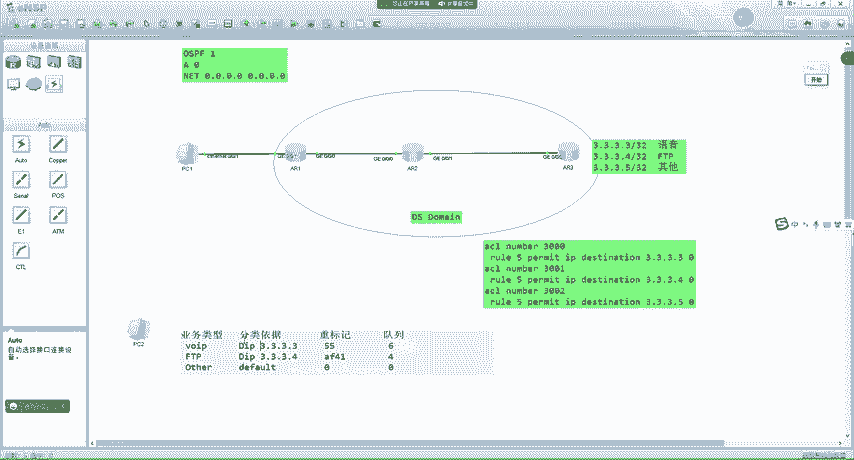 eNSP
OSPF 1
A 0
NET 0.0.0.0 0.0.0.0
开始
Auto
Auto
Copper
Serial
POS
E1
ATM
CTL
PC1
AR1
AR2
AR3
3.3.3.3/32 语音
3.3.3.4/32 FTP
3.3.3.5/32 其他
DS Domain
acl number 3000
rule 5 permit ip destination 3.3.3.3 0
acl number 3001
rule 5 permit ip destination 3.3.3.4 0
acl number 3002
rule 5 permit ip destination 3.3.3.5 0
PC2
业务类型 分类依据 重标记 队列
voip Dip 3.3.3.3 55 6
FTP Dip 3.3.3.4 af41 4
Other default 0 0
Auto
自动选择接口连接设
备。